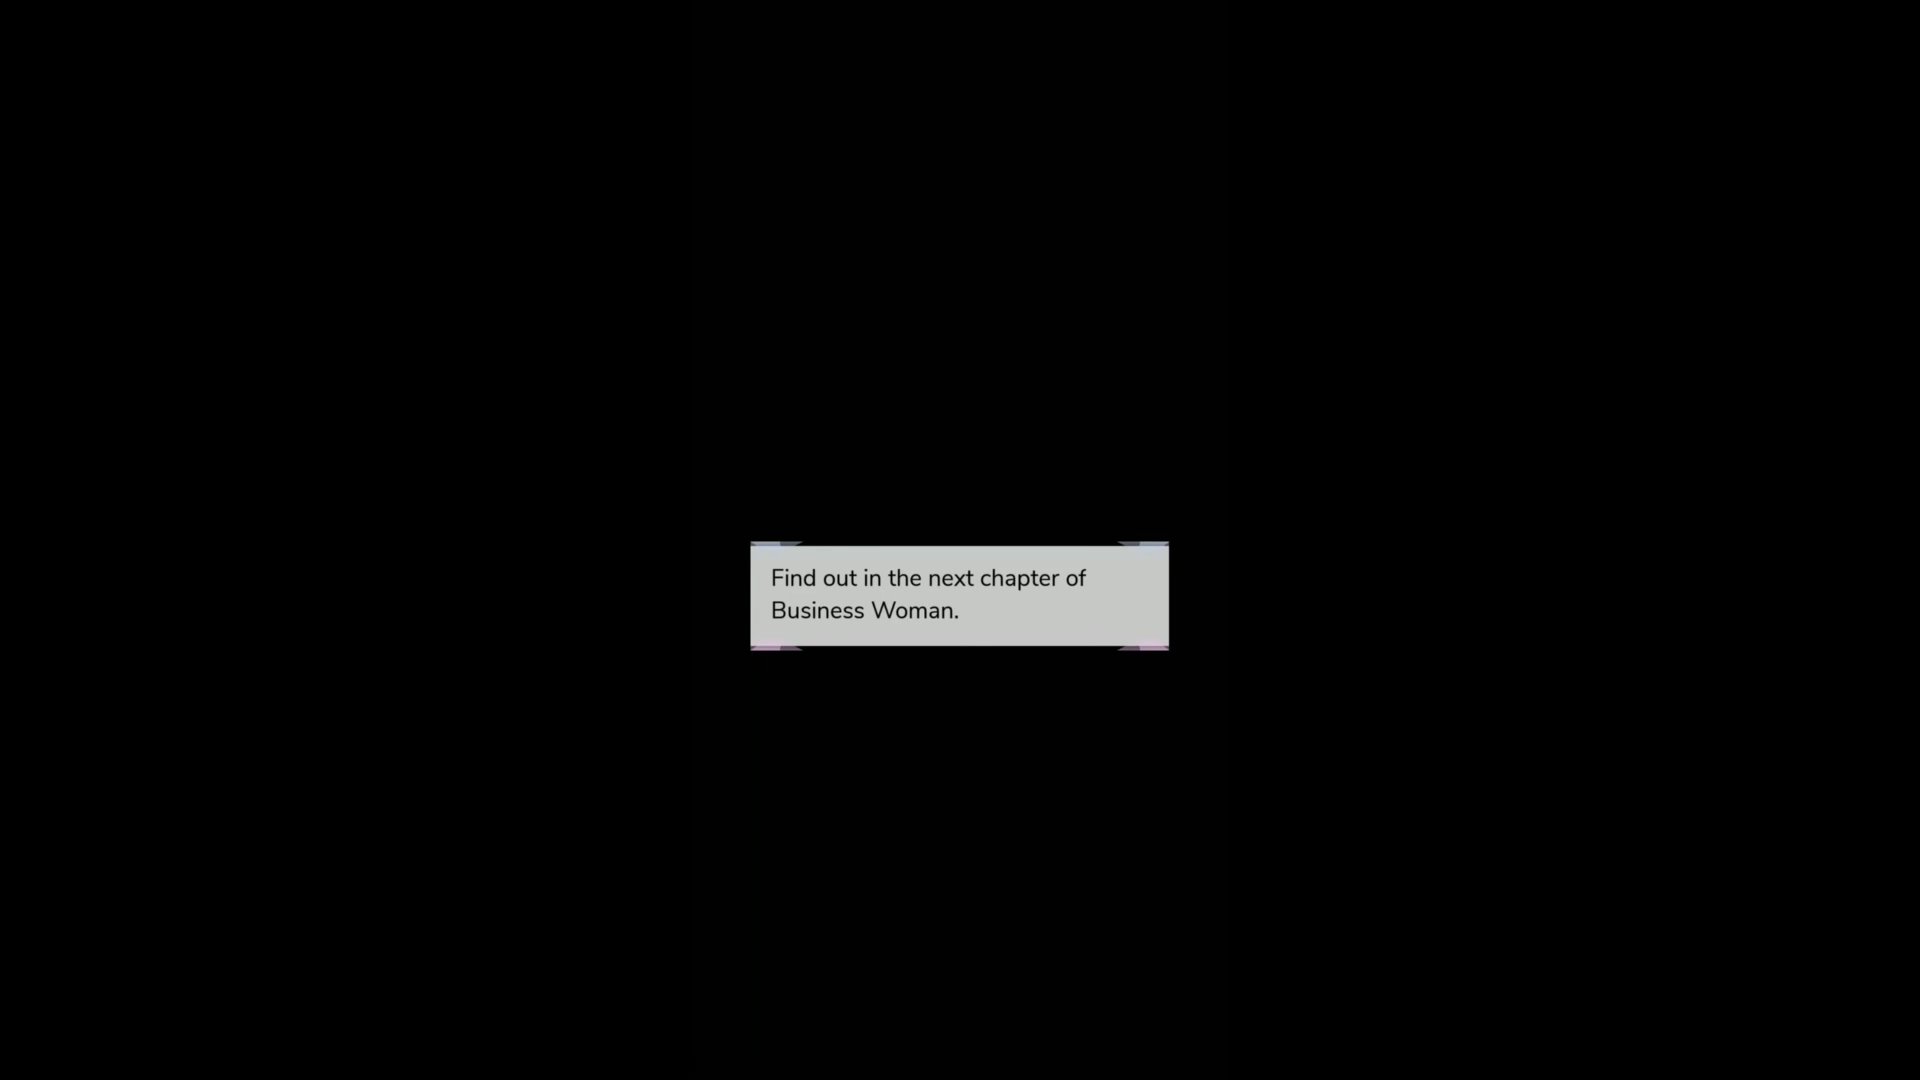 Find out in the next chapter of
Business Woman.